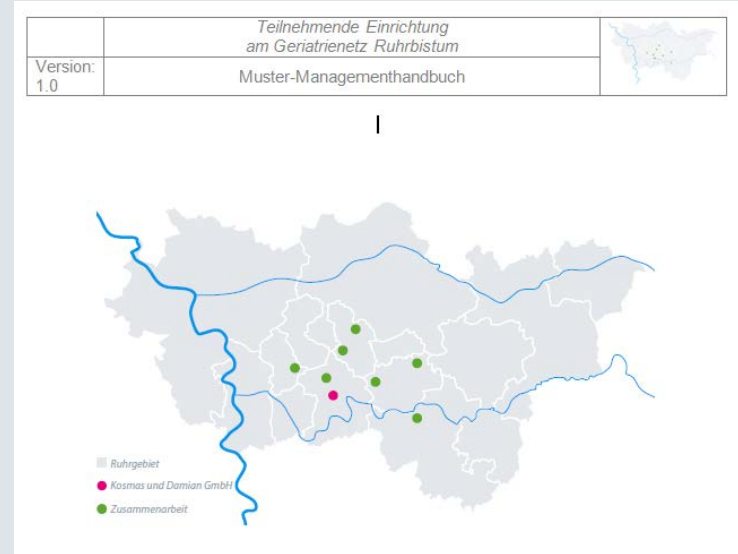 Teilnehmende Einrichtung
am Geriatrienetz Ruhrbistum
Version:
1.0
Muster-Managementhandbuch
Ruhrgebiet
Kosmas und Damian GmbH
Zusammenarbeit